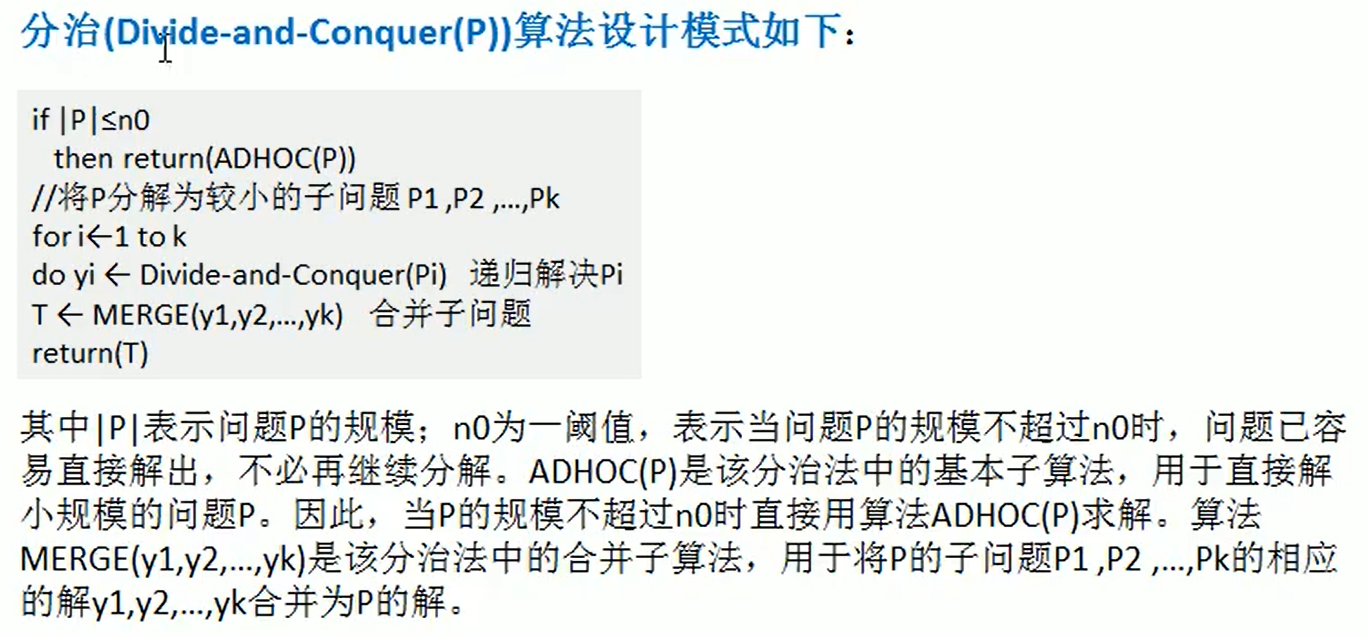 分治(Divide-and-Conquer(P))算法设计模式如下：
if |P|≤n0
then return(ADHOC(P))
//将P分解为较小的子问题 P1 ,P2 ,…,Pk
for i←1 to k
do yi ← Divide-and-Conquer(Pi) 递归解决Pi
T ← MERGE(y1,y2,…,yk) 合并子问题
return(T)
其中|P|表示问题P的规模；n0为一阈值，表示当问题P的规模不超过n0时，问题已容
易直接解出，不必再继续分解。ADHOC(P)是该分治法中的基本子算法，用于直接解
小规模的问题P。因此，当P的规模不超过n0时直接用算法ADHOC(P)求解。算法
MERGE(y1,y2,…,yk)是该分治法中的合并子算法，用于将P的子问题P1 ,P2 ,…,Pk的相应
的解y1,y2,…,yk合并为P的解。